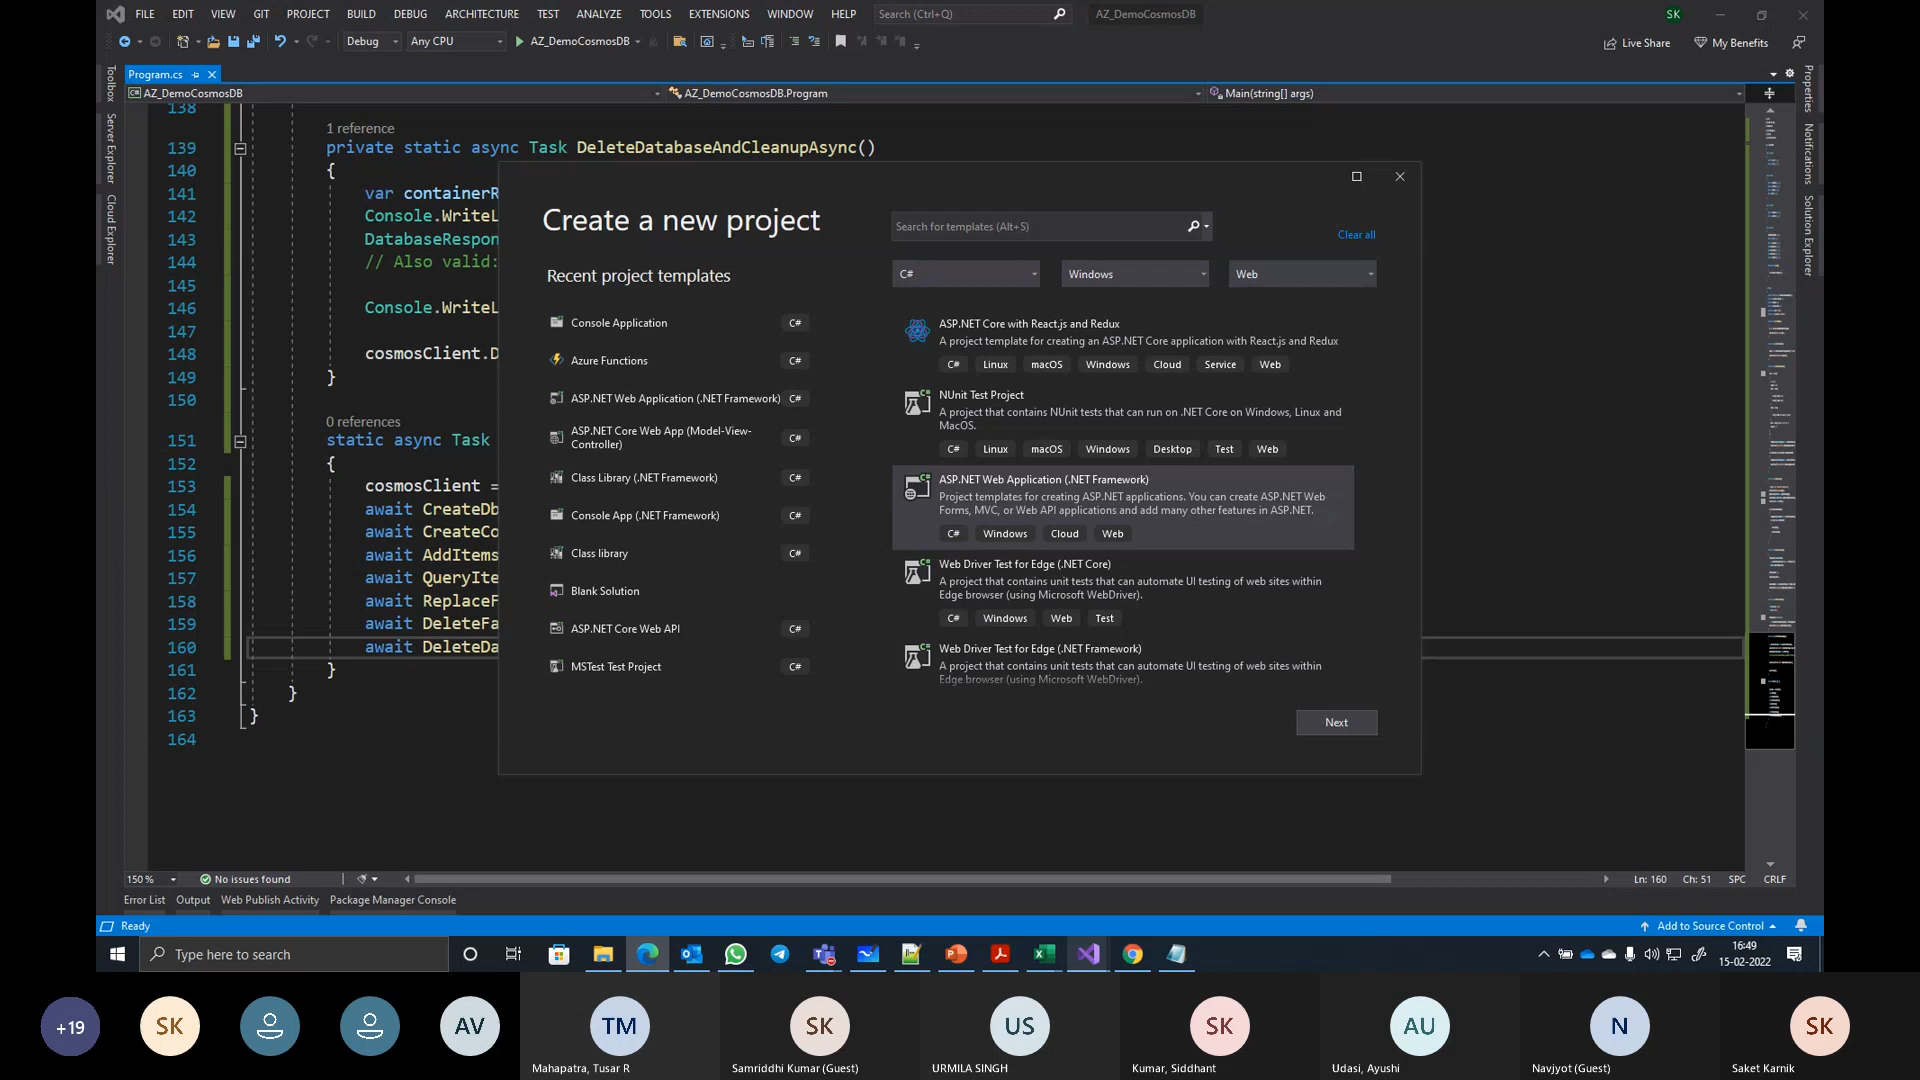 FILE EDIT VIEW GIT PROJECT BUILD DEBUG ARCHITECTURE TEST ANALYZE TOOLS EXTENSIONS WINDOW HELP Search (Ctrl+Q) AZ_DemoCosmosDB SK
Debug Any CPU AZ_DemoCosmosDB Live Share My Benefits
Program.cs
AZ_DemoCosmosDB AZ_DemoCosmosDB.Program Main(string[] args)
Toolbox
Server Explorer
Cloud Explorer
Properties
Notifications
Solution Explorer
138
1 reference
139 private static async Task DeleteDatabaseAndCleanupAsync()
140 {
141 var containerR
142 Console.WriteL
143 DatabaseRespon
144 // Also valid:
145
146 Console.WriteL
147
148 cosmosClient.D
149 }
150
0 references
151 static async Task
152 {
153 cosmosClient =
154 await CreateDb
155 await CreateCo
156 await AddItems
157 await QueryIte
158 await ReplaceF
159 await DeleteFa
160 await DeleteDa
161 }
162 }
163 }
164
Create a new project
Recent project templates
Console Application C#
Azure Functions C#
ASP.NET Web Application (.NET Framework) C#
ASP.NET Core Web App (Model-View-
Controller) C#
Class Library (.NET Framework) C#
Console App (.NET Framework) C#
Class library C#
Blank Solution
ASP.NET Core Web API C#
MSTest Test Project C#
Search for templates (Alt+S)
Clear all
C# Windows Web
ASP.NET Core with React.js and Redux
A project template for creating an ASP.NET Core application with React.js and Redux
C# Linux macOS Windows Cloud Service Web
NUnit Test Project
A project that contains NUnit tests that can run on .NET Core on Windows, Linux and
MacOS.
C# Linux macOS Windows Desktop Test Web
ASP.NET Web Application (.NET Framework)
Project templates for creating ASP.NET applications. You can create ASP.NET Web
Forms, MVC, or Web API applications and add many other features in ASP.NET.
C# Windows Cloud Web
Web Driver Test for Edge (.NET Core)
A project that contains unit tests that can automate UI testing of web sites within
Edge browser (using Microsoft WebDriver).
C# Windows Web Test
Web Driver Test for Edge (.NET Framework)
A project that contains unit tests that can automate UI testing of web sites within
Edge browser (using Microsoft WebDriver).
Next
150 % No issues found Ln: 160 Ch: 51 SPC CRLF
Error List Output Web Publish Activity Package Manager Console
Ready Add to Source Control
Type here to search 16:49
15-02-2022
+19 SK AV TM SK US SK AU N SK
Mahapatra, Tusar R Samriddhi Kumar (Guest) URMILA SINGH Kumar, Siddhant Udasi, Ayushi Navjyot (Guest) Saket Karnik